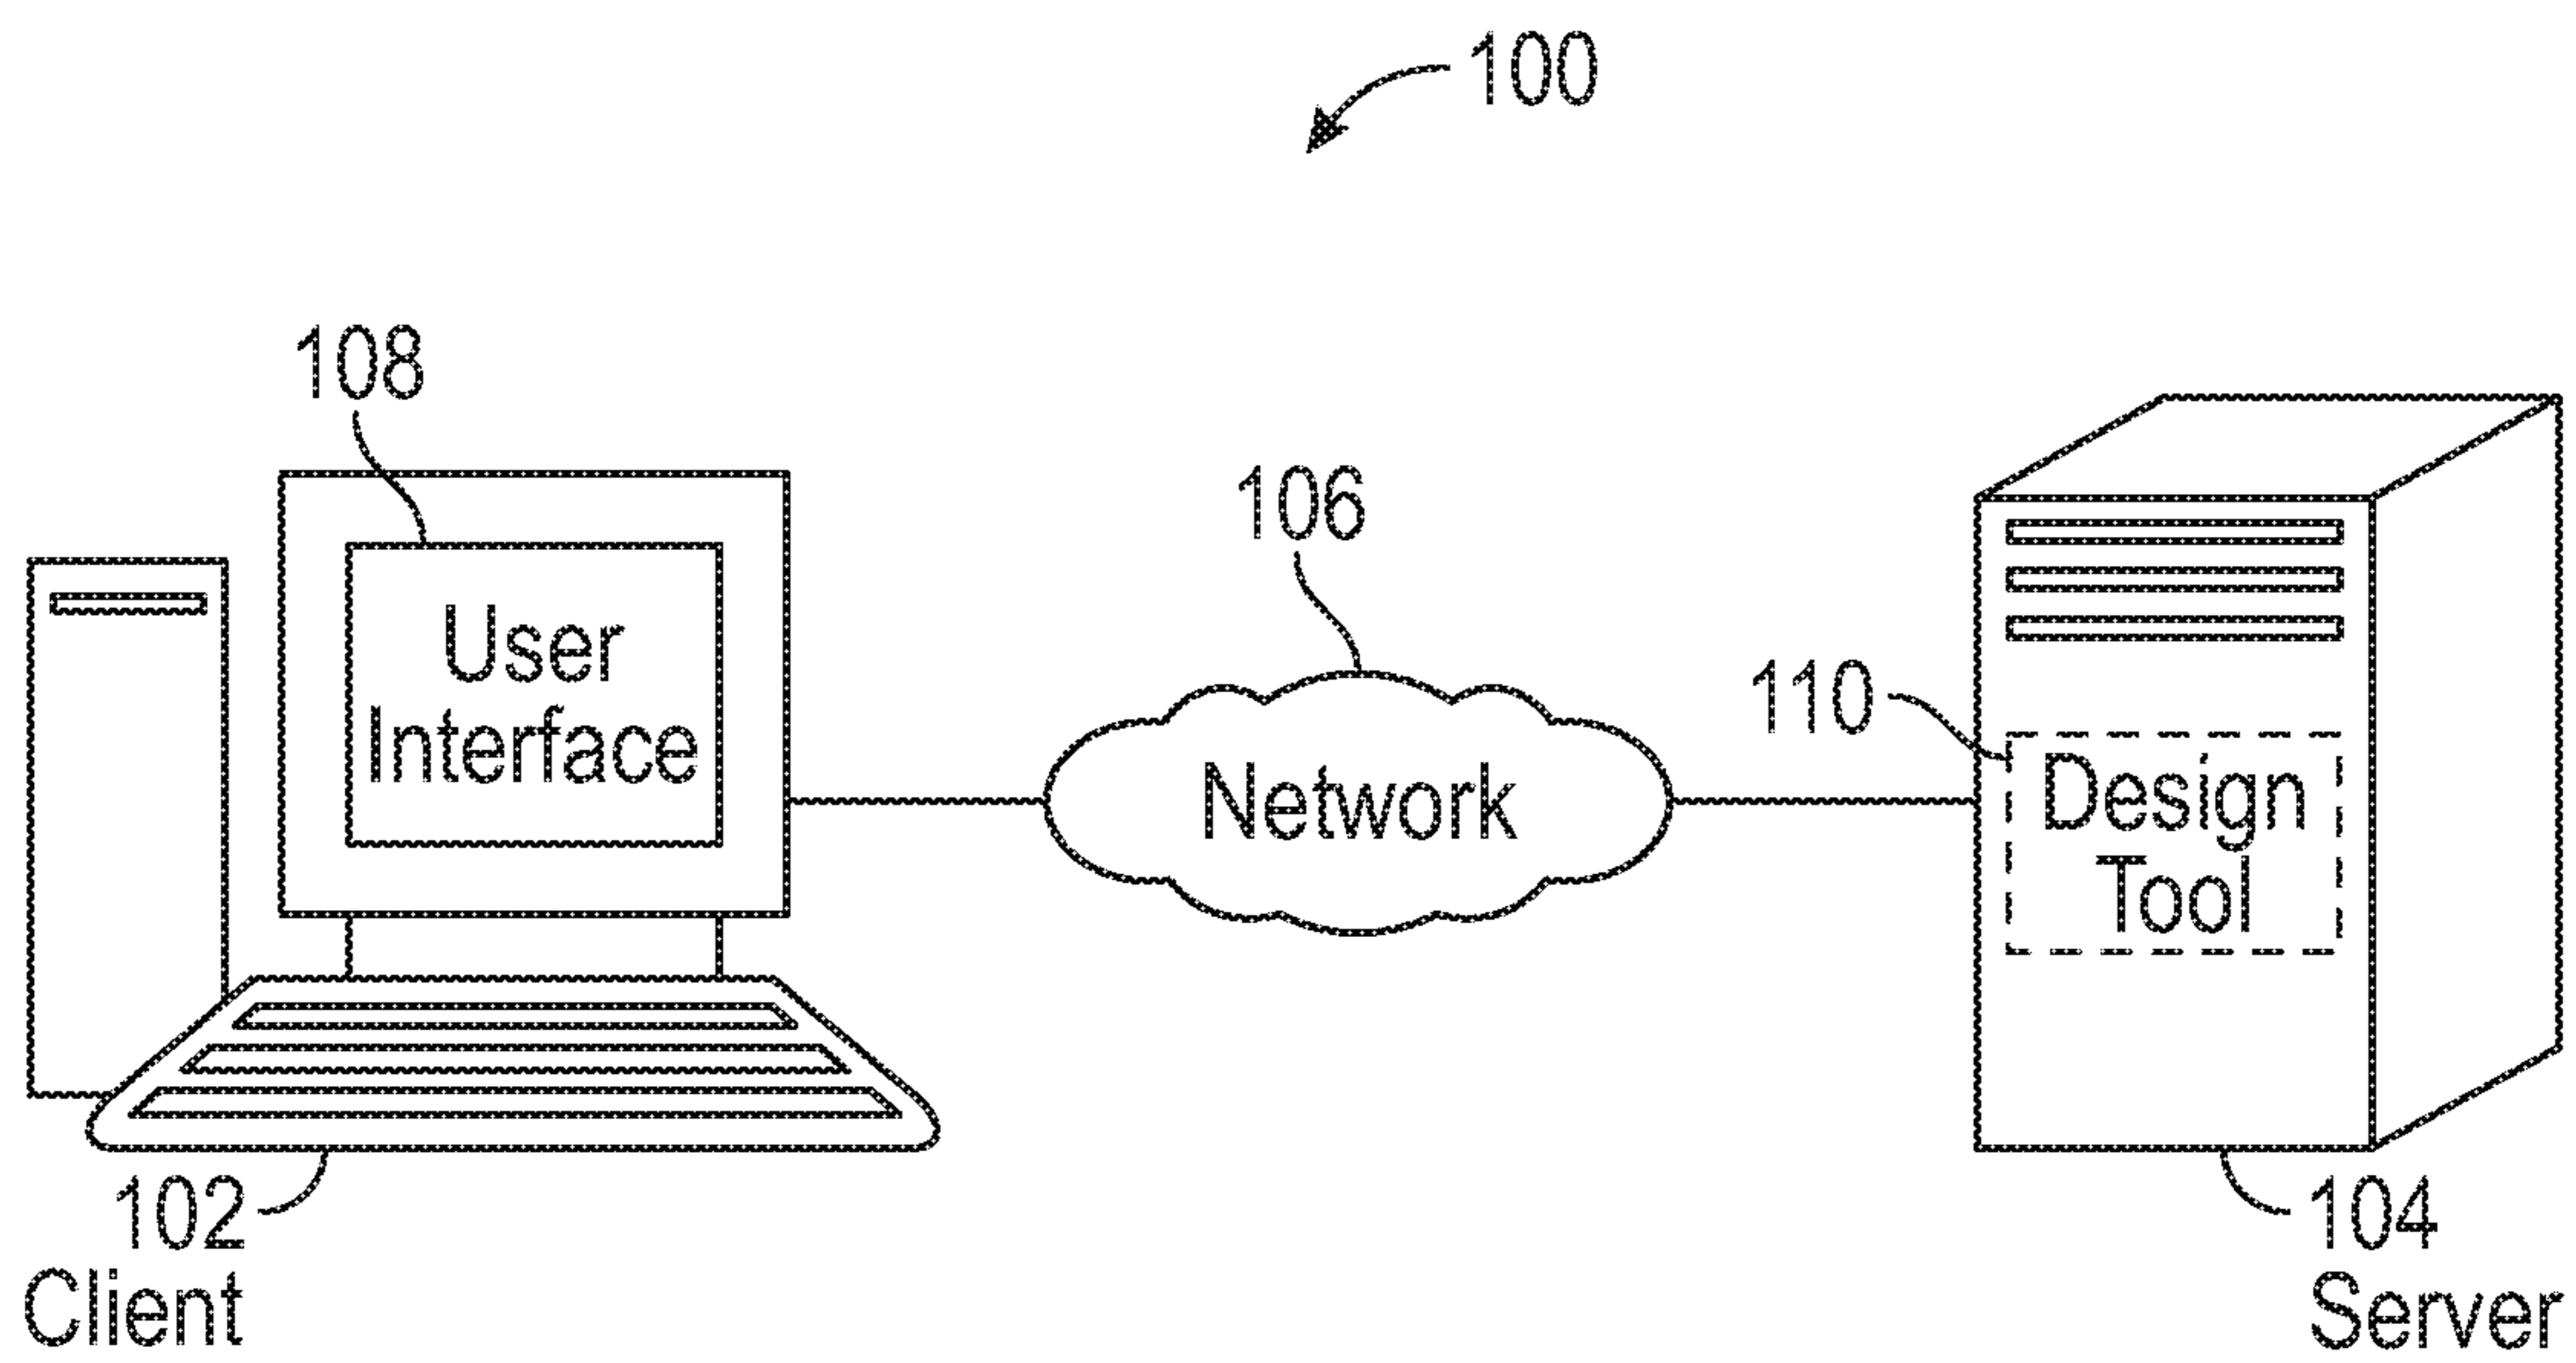 100
108
User
Interface
106
Network
110
Design
Tool
102
Client
104
Server